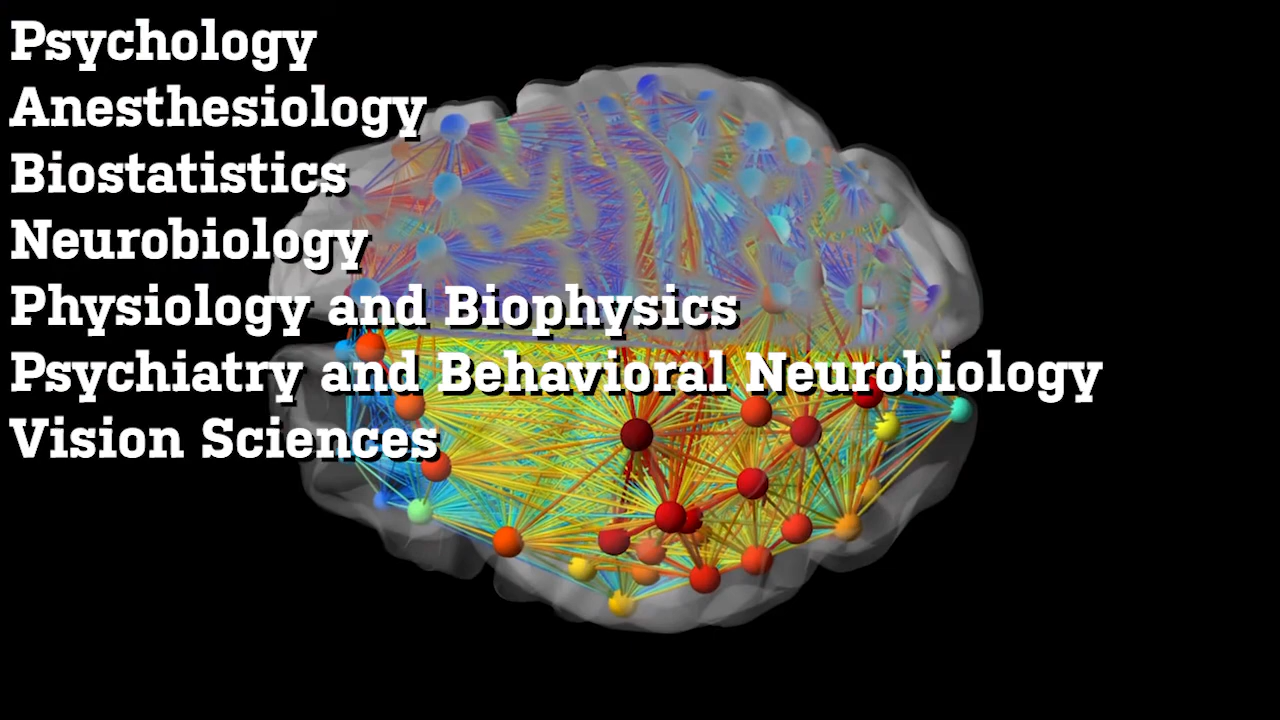 Psychology
Anesthesiology
Biostatistics
Neurobiology
Physiology and Biophysics
Psychiatry and Behavioral Neurobiology
Vision Sciences